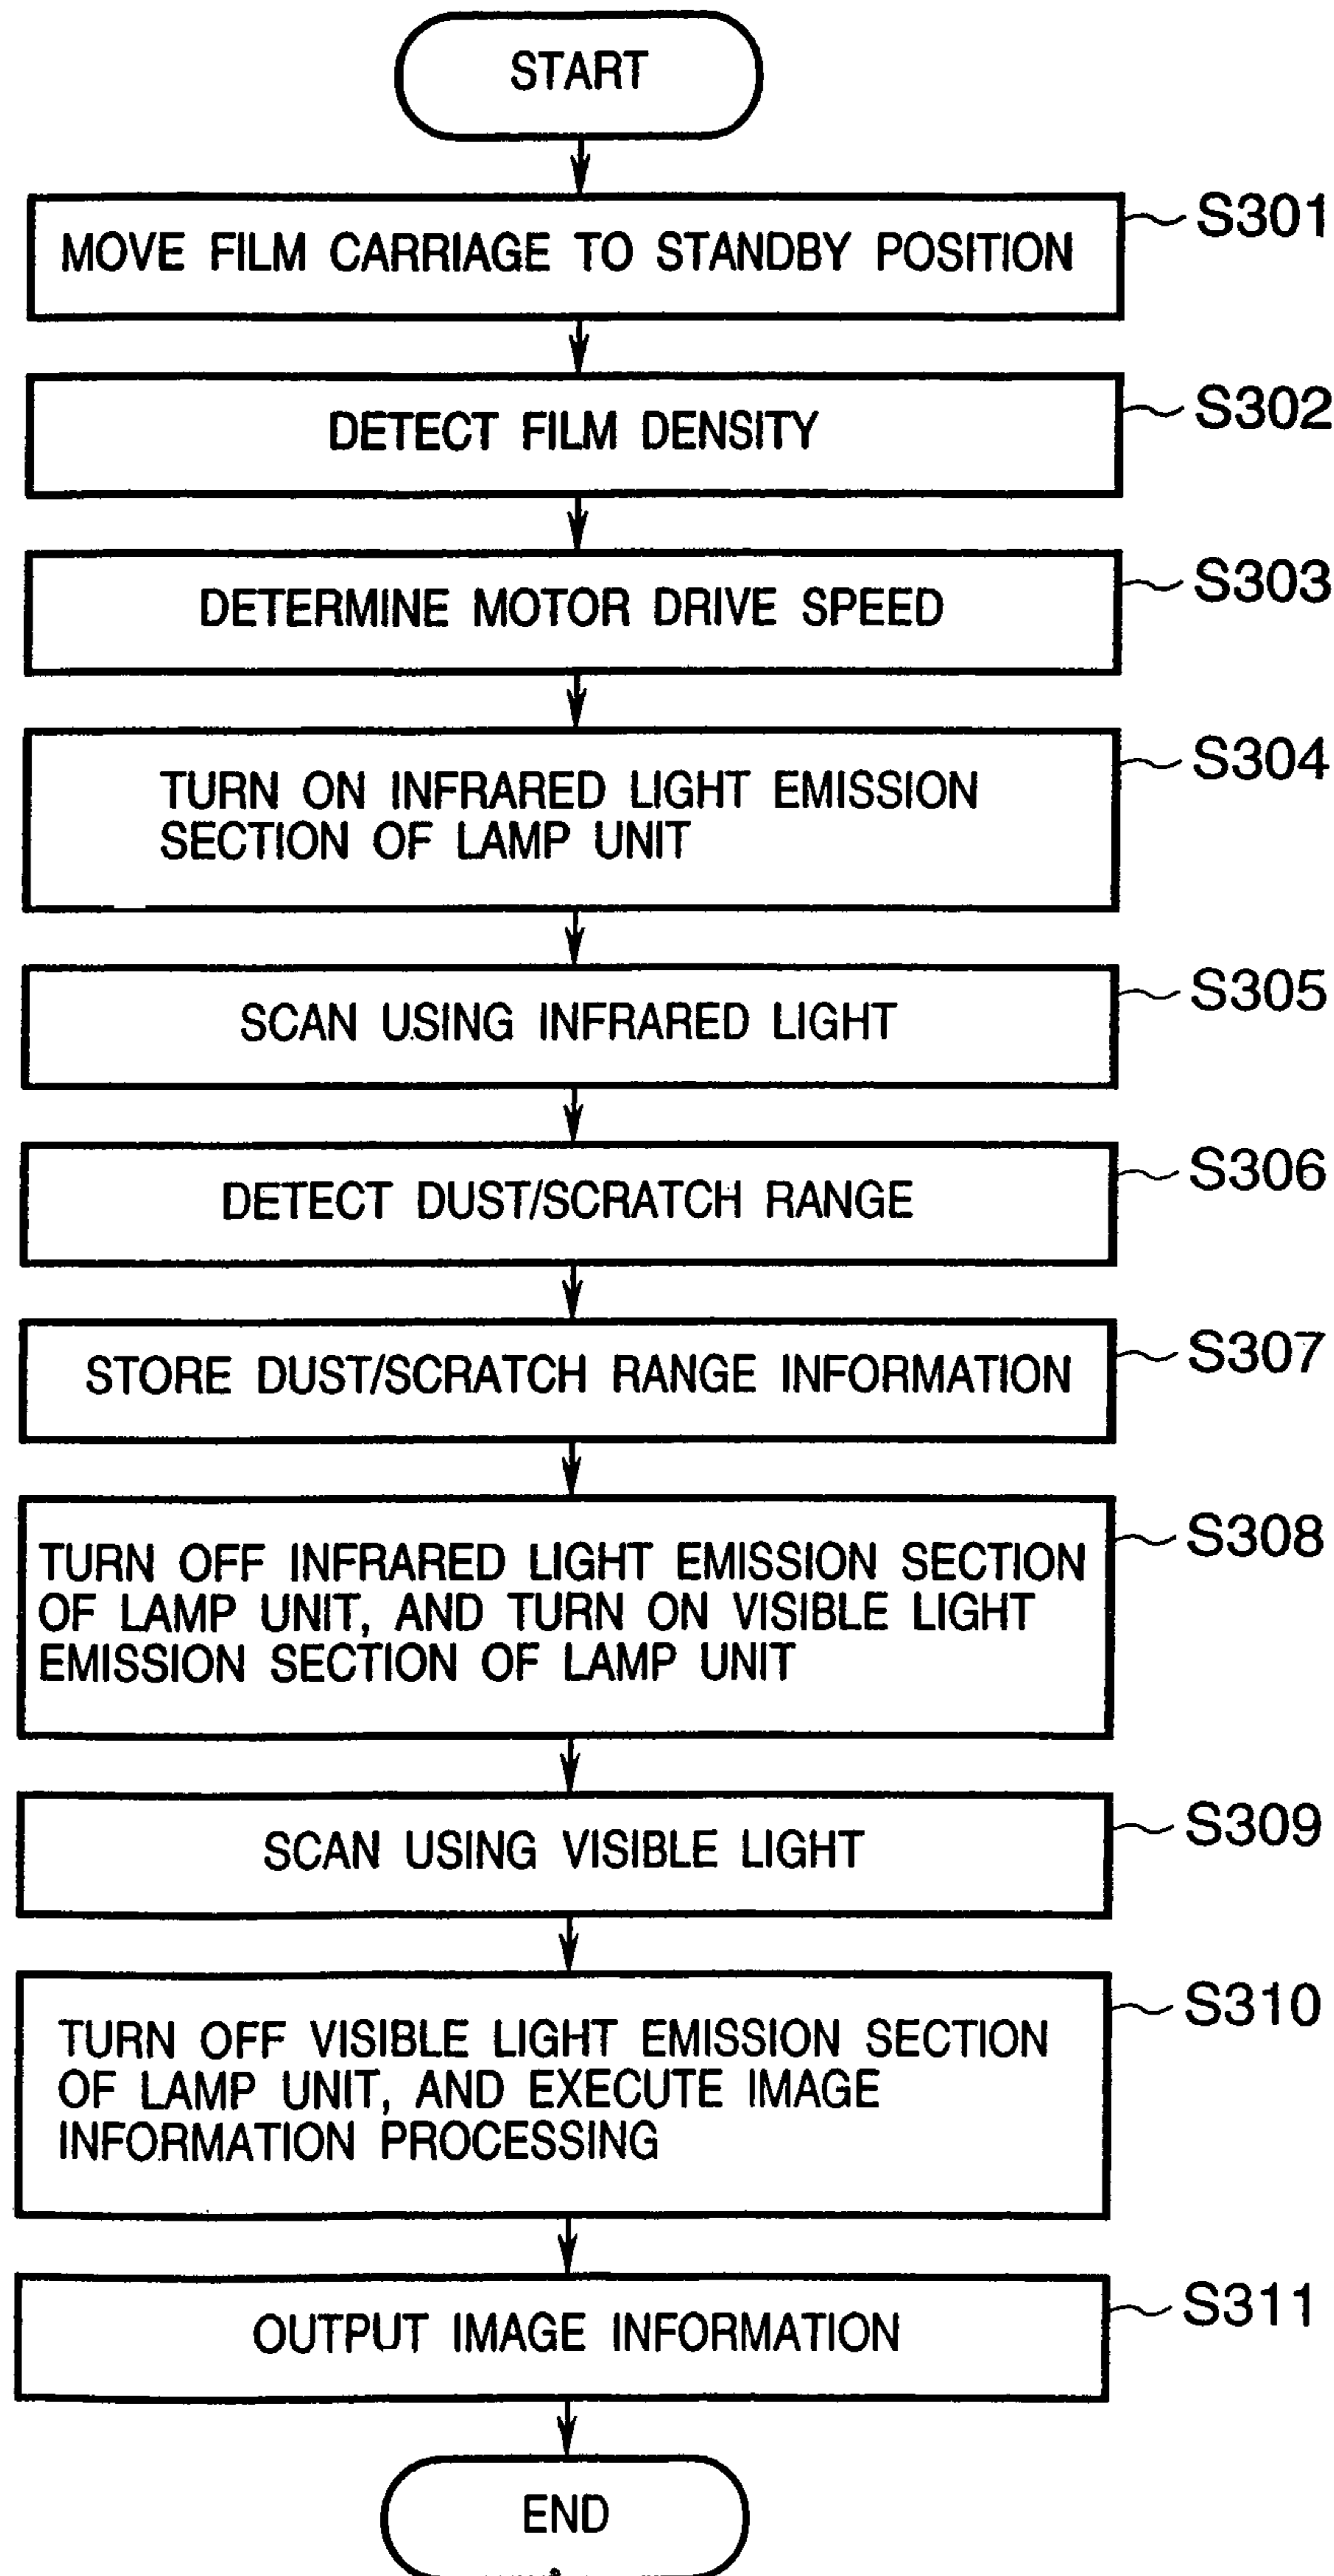 START
S301
MOVE FILM CARRIAGE TO STANDBY POSITION
S302
DETECT FILM DENSITY
S303
DETERMINE MOTOR DRIVE SPEED
S304
TURN ON INFRARED LIGHT EMISSION
SECTION OF LAMP UNIT
S305
SCAN USING INFRARED LIGHT
S306
DETECT DUST/SCRATCH RANGE
S307
STORE DUST/SCRATCH RANGE INFORMATION
S308
TURN OFF INFRARED LIGHT EMISSION SECTION
OF LAMP UNIT, AND TURN ON VISIBLE LIGHT
EMISSION SECTION OF LAMP UNIT
S309
SCAN USING VISIBLE LIGHT
S310
TURN OFF VISIBLE LIGHT EMISSION SECTION
OF LAMP UNIT, AND EXECUTE IMAGE
INFORMATION PROCESSING
S311
OUTPUT IMAGE INFORMATION
END